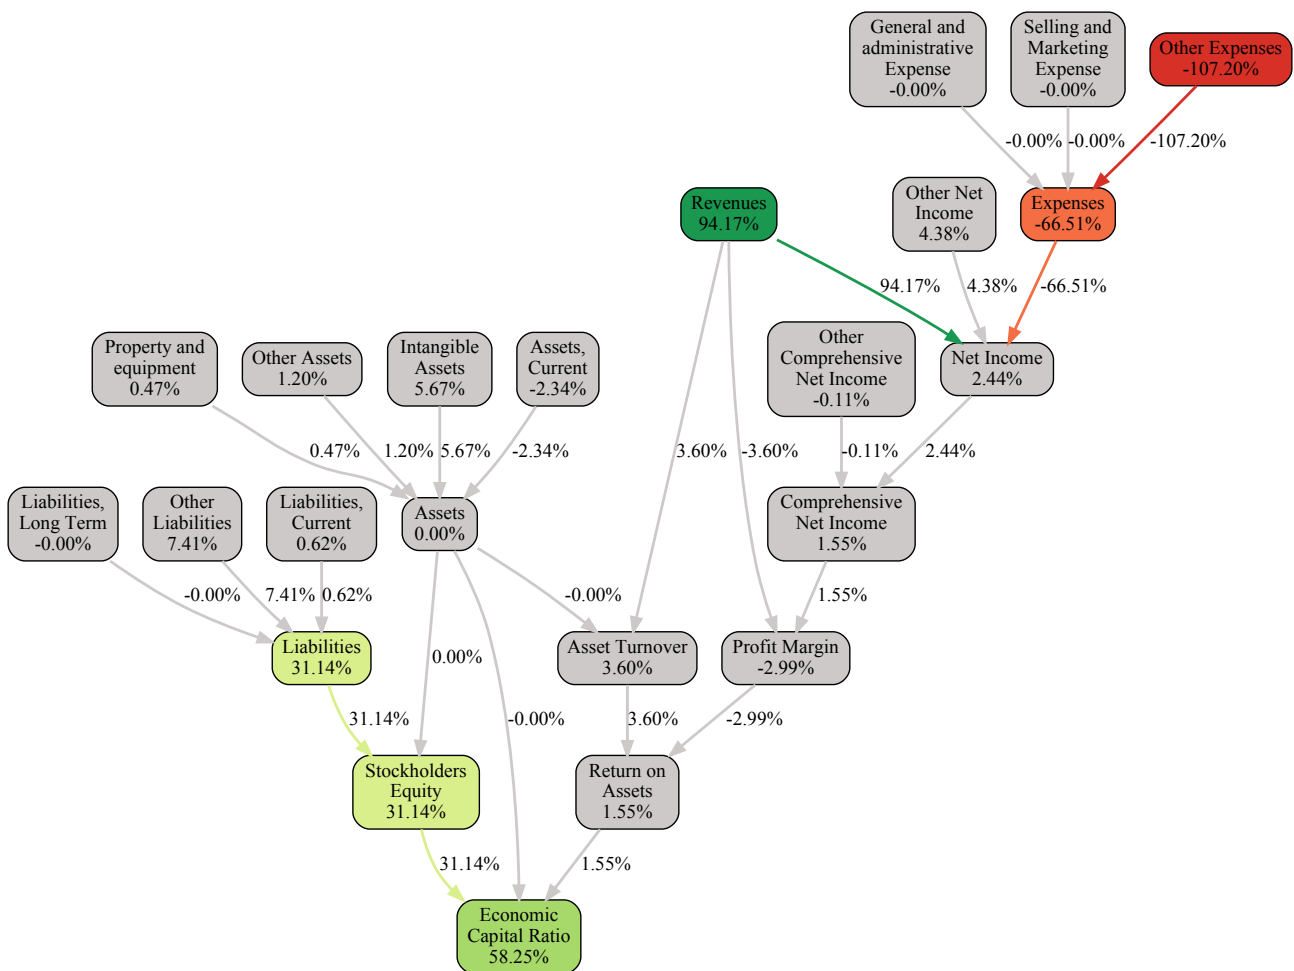 General and
administrative
Expense
-0.00%
Selling and
Marketing
Expense
-0.00%
Other Expenses
-107.20%
-0.00%
-0.00%
-107.20%
Revenues
94.17%
Other Net
Income
4.38%
Expenses
-66.51%
94.17%
4.38%
-66.51%
Property and
equipment
0.47%
Other Assets
1.20%
Intangible
Assets
5.67%
Assets,
Current
-2.34%
Other
Comprehensive
Net Income
-0.11%
Net Income
2.44%
0.47%
1.20%
5.67%
-2.34%
3.60%
-3.60%
-0.11%
2.44%
Liabilities,
Long Term
-0.00%
Other
Liabilities
7.41%
Liabilities,
Current
0.62%
Assets
0.00%
Comprehensive
Net Income
1.55%
-0.00%
7.41%
0.62%
-0.00%
1.55%
Liabilities
31.14%
0.00%
Asset Turnover
3.60%
Profit Margin
-2.99%
31.14%
-0.00%
3.60%
-2.99%
Stockholders
Equity
31.14%
Return on
Assets
1.55%
31.14%
1.55%
Economic
Capital Ratio
58.25%